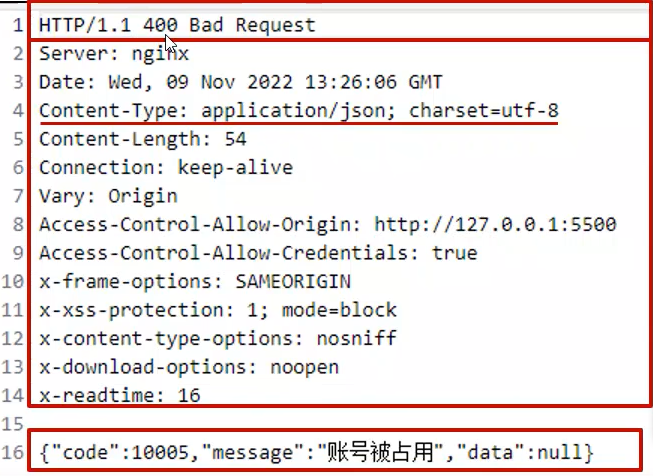 1 HTTP/1.1 400 Bad Request
2 Server: nginx
3 Date: Wed, 09 Nov 2022 13:26:06 GMT
4 Content-Type: application/json; charset=utf-8
5 Content-Length: 54
6 Connection: keep-alive
7 Vary: Origin
8 Access-Control-Allow-Origin: http://127.0.0.1:5500
9 Access-Control-Allow-Credentials: true
10 x-frame-options: SAMEORIGIN
11 x-xss-protection: 1; mode=block
12 x-content-type-options: nosniff
13 x-download-options: noopen
14 x-readtime: 16
15
16 {"code":10005,"message":"账号被占用","data":null}